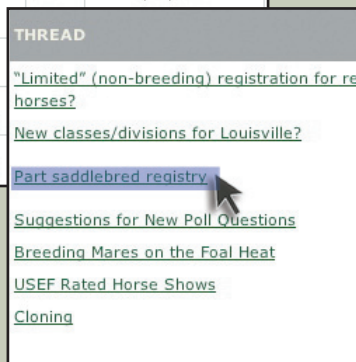 THREAD
"Limited" (non-breeding) registration for re
horses?
New classes/divisions for Louisville?
Part saddlebred registry
Suggestions for New Poll Questions
Breeding Mares on the Foal Heat
USEF Rated Horse Shows
Cloning